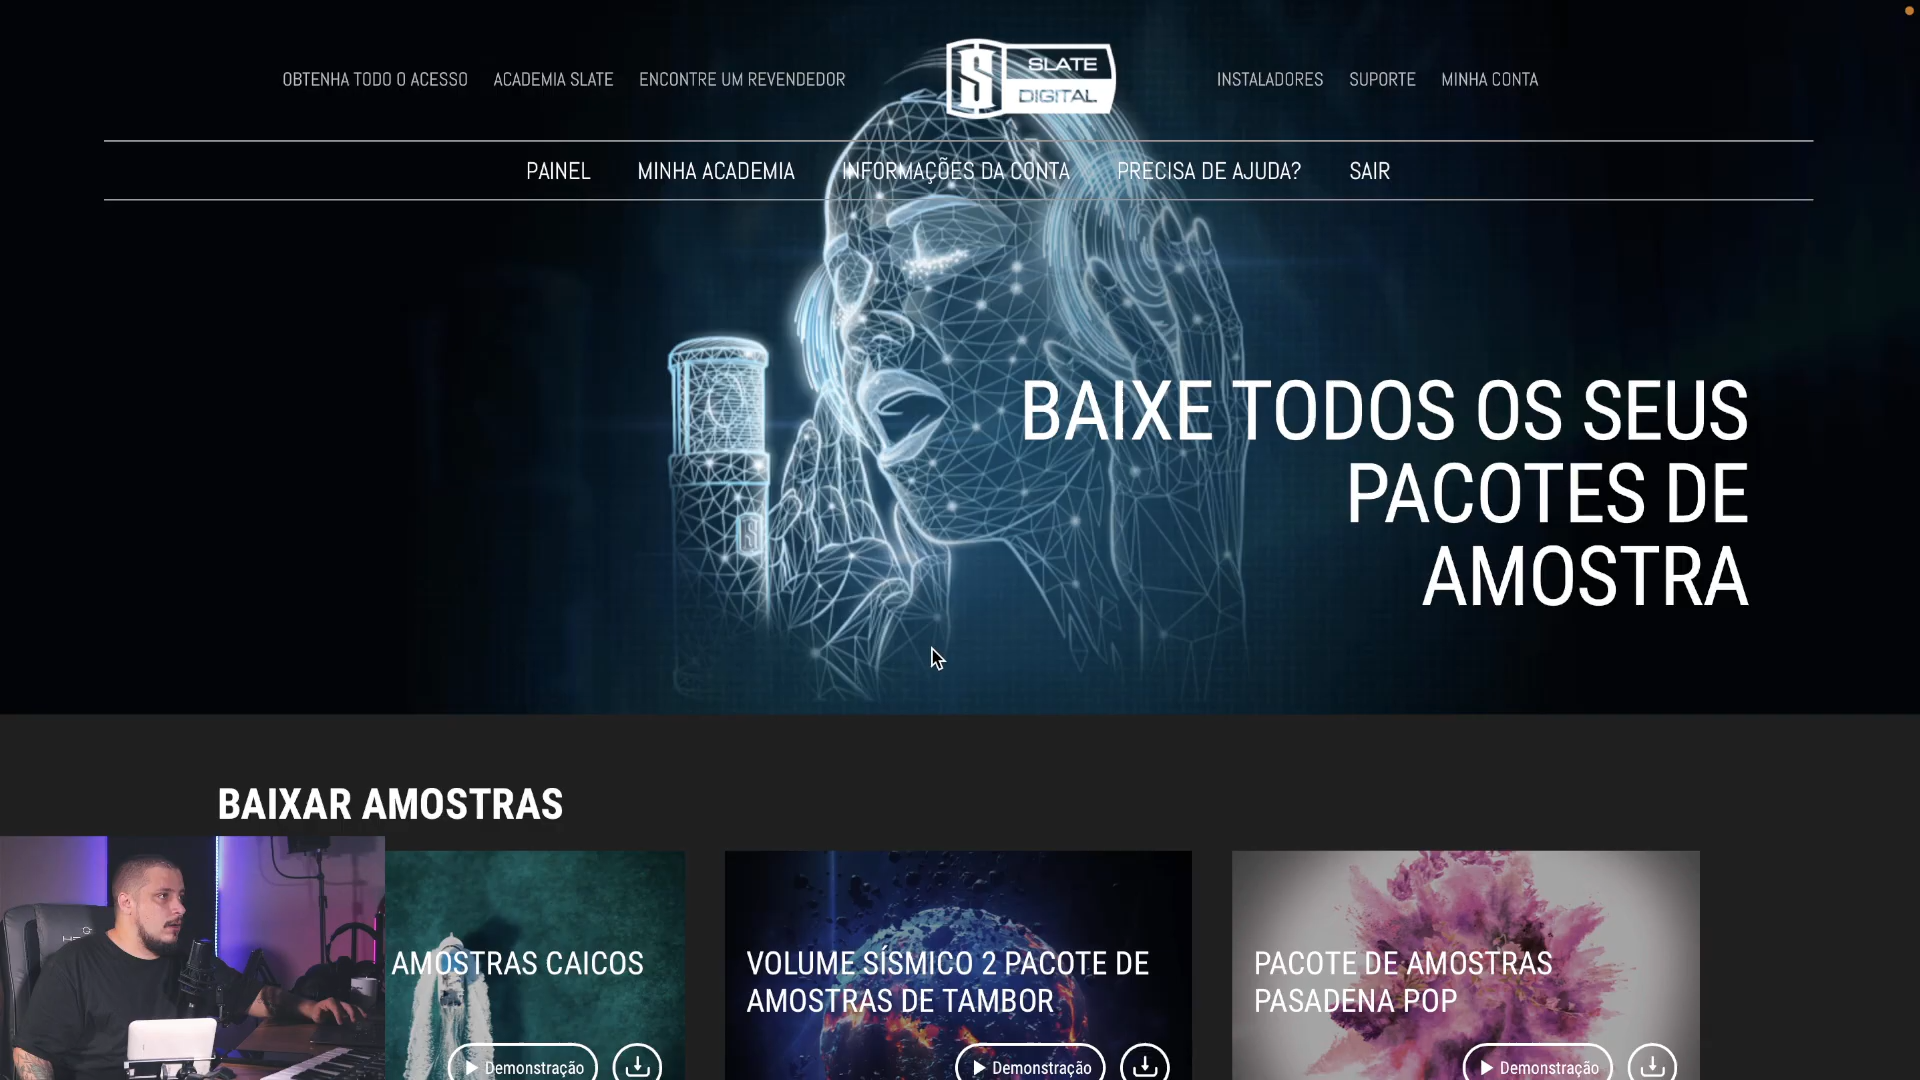 OBTENHA TODO O ACESSO
ACADEMIA SLATE
ENCONTRE UM REVENDEDOR
S
SLATE
DIGITAL
INSTALADORES
SUPORTE
MINHA CONTA
PAINEL
MINHA ACADEMIA
INFORMAÇÕES DA CONTA
PRECISA DE AJUDA?
SAIR
BAIXE TODOS OS SEUS
PACOTES DE
AMOSTRA
BAIXAR AMOSTRAS
AMOSTRAS CAICOS
Demonstração
VOLUME SÍSMICO 2 PACOTE DE
AMOSTRAS DE TAMBOR
Demonstração
PACOTE DE AMOSTRAS
PASADENA POP
Demonstração